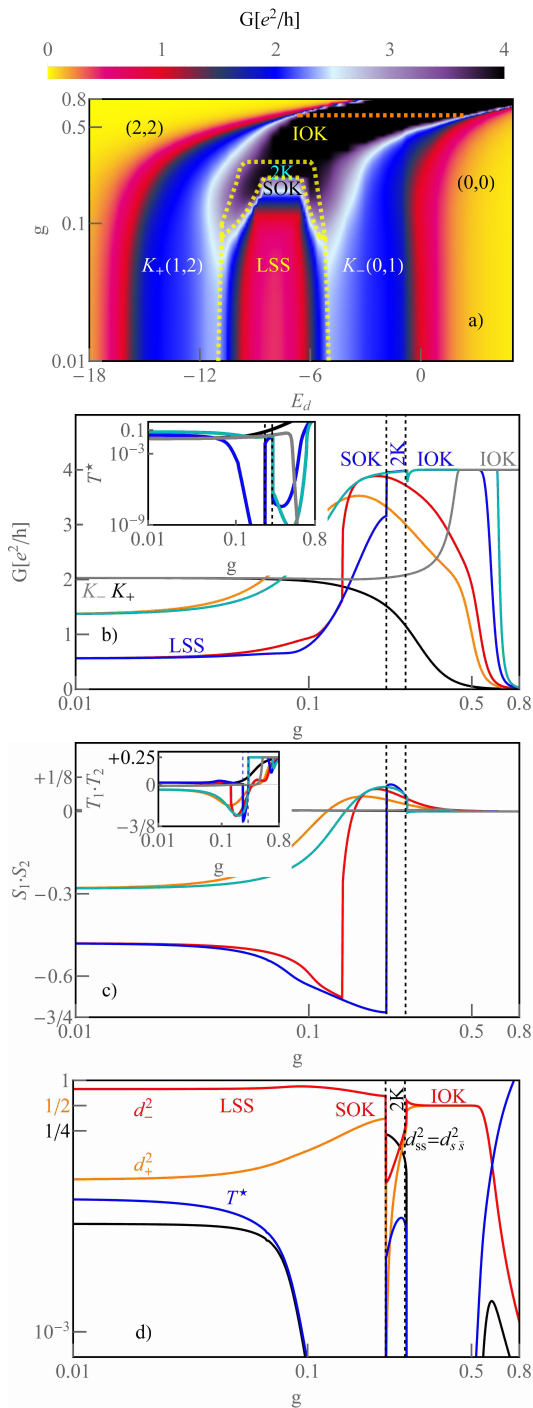 G[e²/h]
0 1 2 3 4
0.8
0.5
0.1
0.01
g
(2,2)
IOK
2K
SOK
(0,0)
K₊(1,2)
LSS
K₋(0,1)
a)
-18 -12 -6 0
E_d
4
3
2
1
0
G[e²/h]
0.1
10⁻³
10⁻⁹
T★
0.01 0.1 0.8
g
SOK 2K IOK IOK
K₋ K₊
LSS
b)
0.01 0.1 0.5 0.8
g
+1/8
0
-0.3
-0.6
-3/4
S₁·S₂
+0.25
0
-3/8
T₁·T₂
0.01 0.1 0.8
g
c)
0.01 0.1 0.5 0.8
g
1
1/2
1/4
10⁻³
d₋²
LSS
SOK
2K
IOK
d²ss=d²s s̄
d₊²
T★
d)
0.01 0.1 0.5 0.8
g